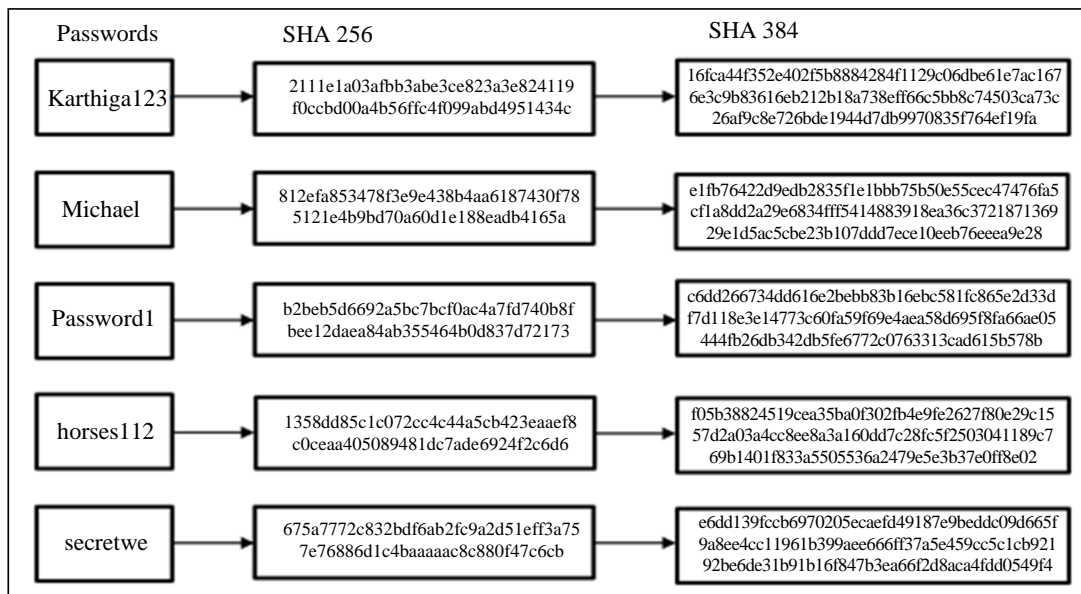 Passwords
SHA 256
SHA 384
Karthiga123
2111e1a03afbb3abe3ce823a3e824119
f0ccbd00a4b56ffc4f099abd4951434c
16fca44f352e402f5b8884284f1129c06dbe61e7ac167
6e3c9b83616eb212b18a738eff66c5bb8c74503ca73c
26af9c8e726bde1944d7db9970835f764ef19fa
Michael
812efa853478f3e9e438b4aa6187430f78
5121e4b9bd70a60d1e188eadb4165a
e1fb76422d9edb2835f1e1bbb75b50e55cec47476fa5
cf1a8dd2a29e6834fff5414883918ea36c3721871369
29e1d5ac5cbe23b107ddd7ece10eeb76eeea9e28
Password1
b2beb5d6692a5bc7bcf0ac4a7fd740b8f
bee12daea84ab355464b0d837d72173
c6dd266734dd616e2bebb83b16ebc581fc865e2d33d
f7d118e3e14773c60fa59f69e4aea58d695f8fa66ae05
444fb26db342db5fe6772c0763313cad615b578b
horses112
1358dd85c1c072cc4c44a5cb423eaaef8
c0ceaa405089481dc7ade6924f2c6d6
f05b38824519cea35ba0f302fb4e9fe2627f80e29c15
57d2a03a4cc8ee8a3a160dd7c28fc5f2503041189c7
69b1401f833a5505536a2479e5e3b37e0ff8e02
secretwe
675a7772c832bdf6ab2fc9a2d51eff3a75
7e76886d1c4baaaaac8c880f47c6cb
e6dd139fccb6970205ecaefd49187e9beddc09d665f
9a8ee4cc11961b399aee666ff37a5e459cc5c1cb921
92be6de31b91b16f847b3ea66f2d8aca4fdd0549f4